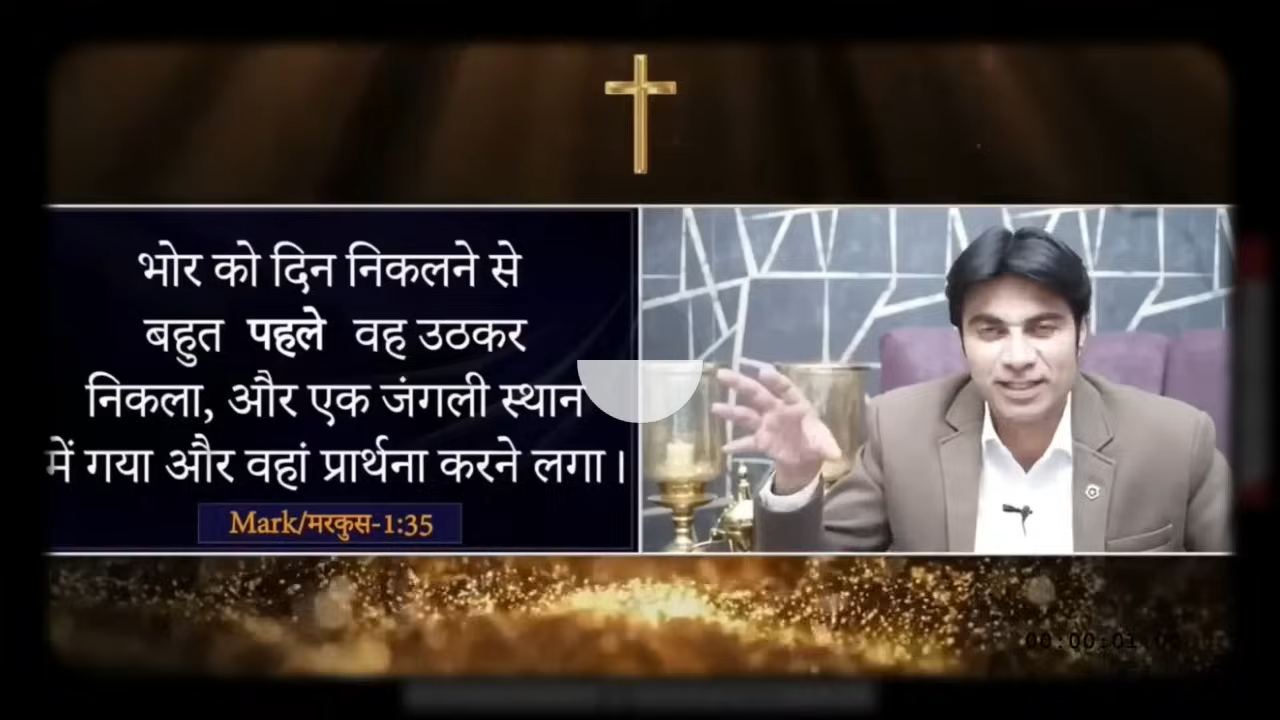 भोर को दिन निकलने से
बहुत पहले वह उठकर
निकला, और एक जंगली स्थान
में गया और वहां प्रार्थना करने लगा।
Mark/मरकुस-1:35
00:00:01